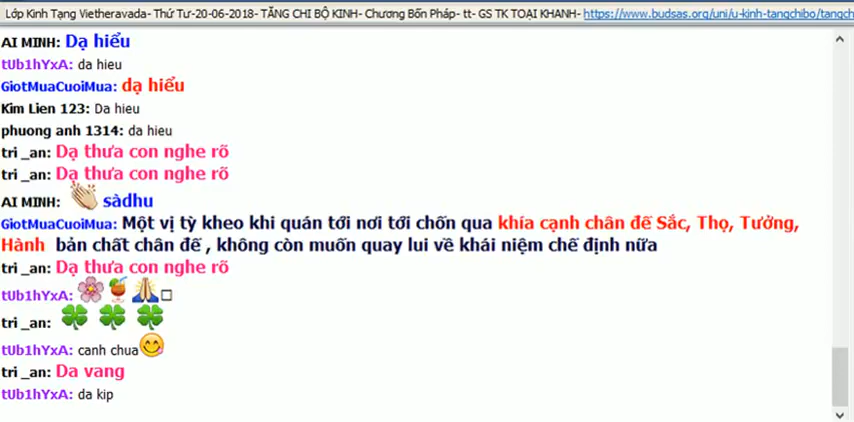 Lớp Kinh Tạng Vietheravada- Thứ Tư-20-06-2018- TĂNG CHI BỘ KINH- Chương Bốn Pháp- tt- GS TK TOẠI KHANH- https://www.budsas.org/uni/u-kinh-tangchibo/tangch
AI MINH: Dạ hiểu
tUb1hYxA: da hieu
GiotMuaCuoiMua: dạ hiểu
Kim Lien 123: Da hieu
phuong anh 1314: da hieu
tri _an: Dạ thưa con nghe rõ
tri _an: Dạ thưa con nghe rõ
AI MINH: sàdhu
GiotMuaCuoiMua: Một vị tỳ kheo khi quán tới nơi tới chốn qua khía cạnh chân đế Sắc, Thọ, Tưởng,
Hành bản chất chân đế , không còn muốn quay lui về khái niệm chế định nữa
tri _an: Dạ thưa con nghe rõ
tUb1hYxA:
tri _an:
tUb1hYxA: canh chua
tri _an: Da vang
tUb1hYxA: da kip